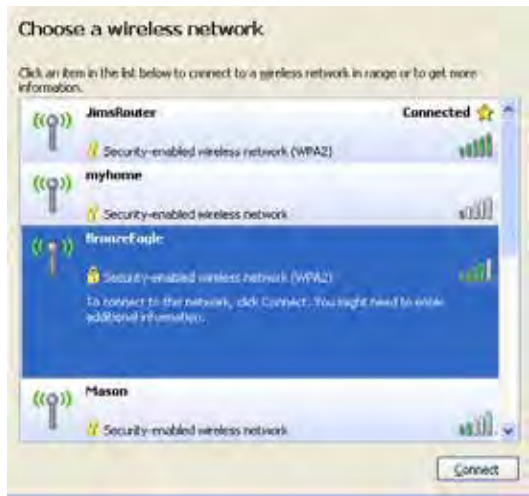 Choose a wireless network
Click an item in the list below to connect to a wireless network in range or to get more
information.
JimsRouter Connected
Security-enabled wireless network (WPA2)
myhome
Security-enabled wireless network
BronzeEagle
Security-enabled wireless network (WPA2)
To connect to this network, click Connect. You might need to enter
additional information.
Mason
Security-enabled wireless network
Connect